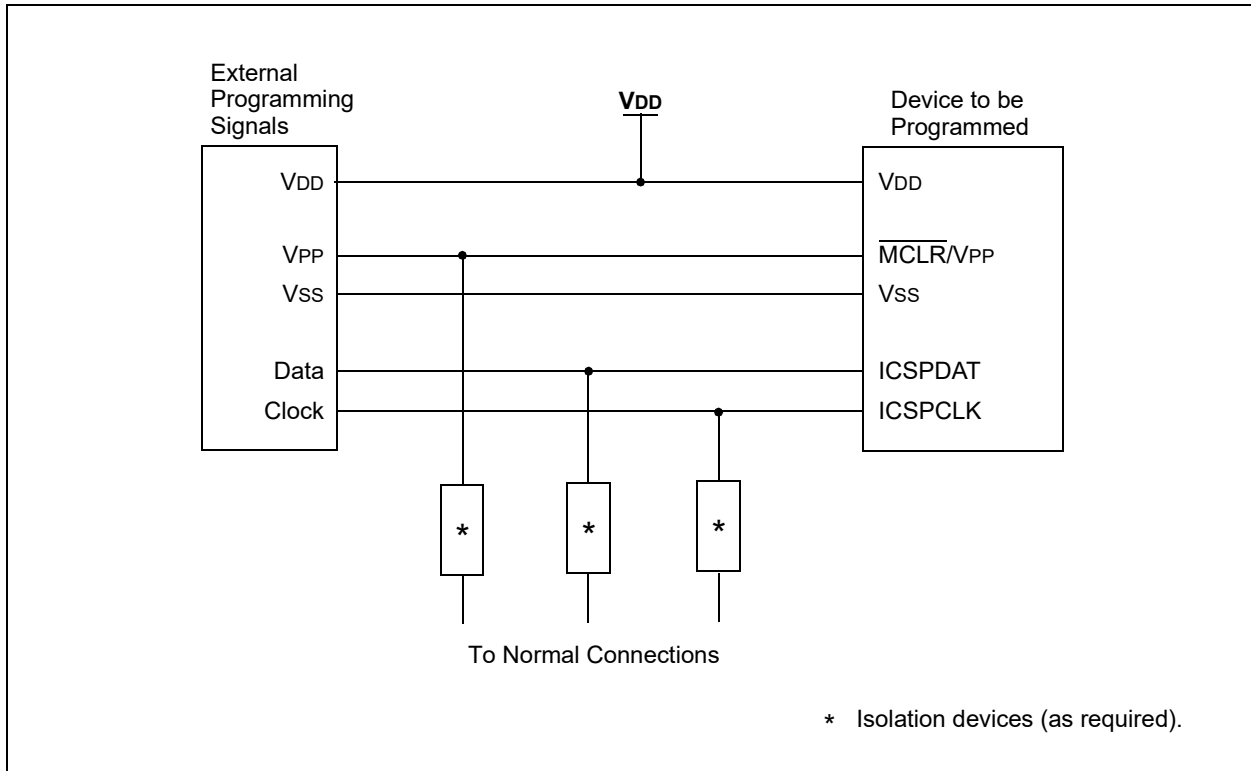 External
Programming
Signals
VDD
Device to be
Programmed
VDD
VDD
VPP
MCLR/VPP
VSS
VSS
Data
ICSPDAT
Clock
ICSPCLK
*
*
*
To Normal Connections
* Isolation devices (as required).